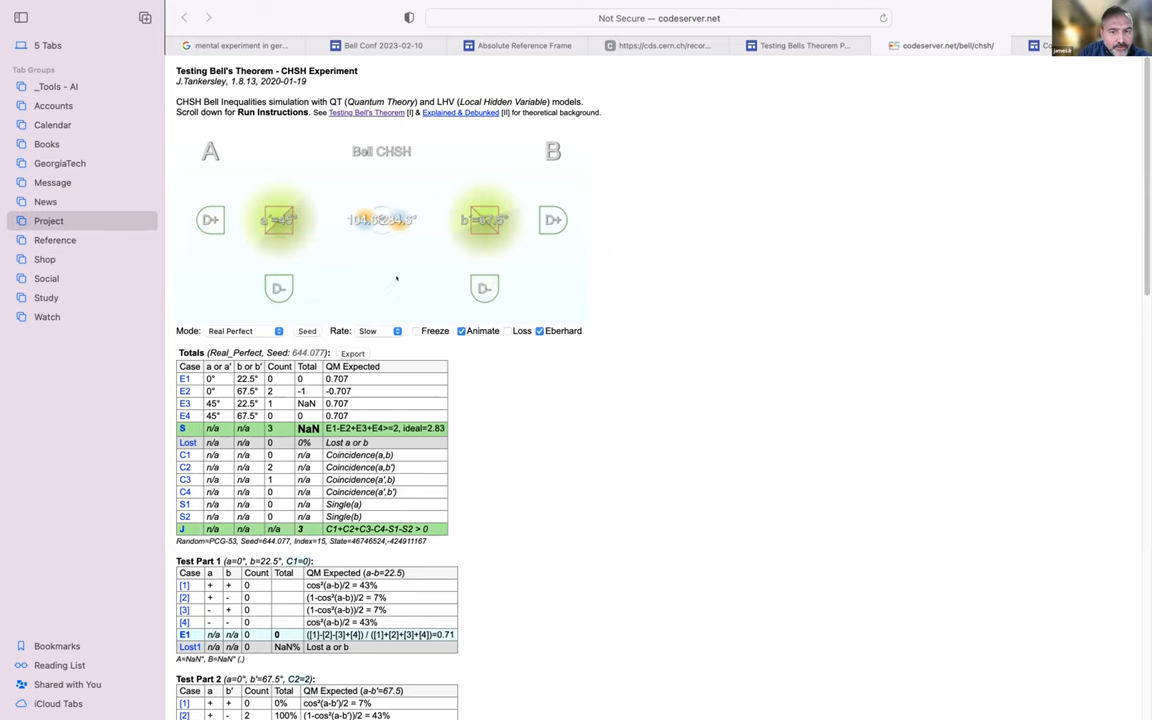 5 Tabs
Tab Groups
_Tools - AI
Accounts
Calendar
Books
GeorgiaTech
Message
News
Project
Reference
Shop
Social
Study
Watch
Bookmarks
Reading List
Shared with You
iCloud Tabs
Not Secure — codeserver.net
mental experiment in ger...
Bell Conf 2023-02-10
Absolute Reference Frame
https://cds.cern.ch/recor...
Testing Bells Theorem P...
codeserver.net/bell/chsh/
Testing Bell's Theorem - CHSH Experiment
J.Tankersley, 1.8.13, 2020-01-19
CHSH Bell Inequalities simulation with QT (Quantum Theory) and LHV (Local Hidden Variable) models.
Scroll down for Run Instructions. See Testing Bell's Theorem [I] & Explained & Debunked [II] for theoretical background.
A Bell CHSH B
D+ a'=45° b'=67.5° D+
D- D-
Mode: Real Perfect Seed Rate: Slow Freeze Animate Loss Eberhard
Totals (Real_Perfect, Seed: 644.077): Export
Case a or a' b or b' Count Total QM Expected
E1 0° 22.5° 0 0 0.707
E2 0° 67.5° 2 -1 -0.707
E3 45° 22.5° 1 NaN 0.707
E4 45° 67.5° 0 0 0.707
S n/a n/a 3 NaN E1-E2+E3+E4>=2, ideal=2.83
Lost n/a n/a 0 0% Lost a or b
C1 n/a n/a 0 n/a Coincidence(a,b)
C2 n/a n/a 2 n/a Coincidence(a,b')
C3 n/a n/a 1 n/a Coincidence(a',b)
C4 n/a n/a 0 n/a Coincidence(a',b')
S1 n/a n/a 0 n/a Single(a)
S2 n/a n/a 0 n/a Single(b)
J n/a n/a n/a 3 C1+C2+C3-C4-S1-S2 > 0
Random=PCG-53, Seed=644.077, Index=15, State=46746524,-424911167
Test Part 1 (a=0°, b=22.5°, C1=0):
Case a b Count Total QM Expected (a-b=22.5)
[1] + + 0 cos²(a-b)/2 = 43%
[2] + - 0 (1-cos²(a-b))/2 = 7%
[3] - + 0 (1-cos²(a-b))/2 = 7%
[4] - - 0 cos²(a-b)/2 = 43%
E1 n/a n/a 0 0 ([1]-[2]-[3]+[4]) / ([1]+[2]+[3]+[4])=0.71
Lost1 n/a n/a 0 NaN% Lost a or b
A=NaN°, B=NaN° (,)
Test Part 2 (a=0°, b'=67.5°, C2=2):
Case a b' Count Total QM Expected (a-b'=67.5)
[1] + + 0 0% cos²(a-b')/2 = 7%
[2] + - 2 100% (1-cos²(a-b'))/2 = 43%